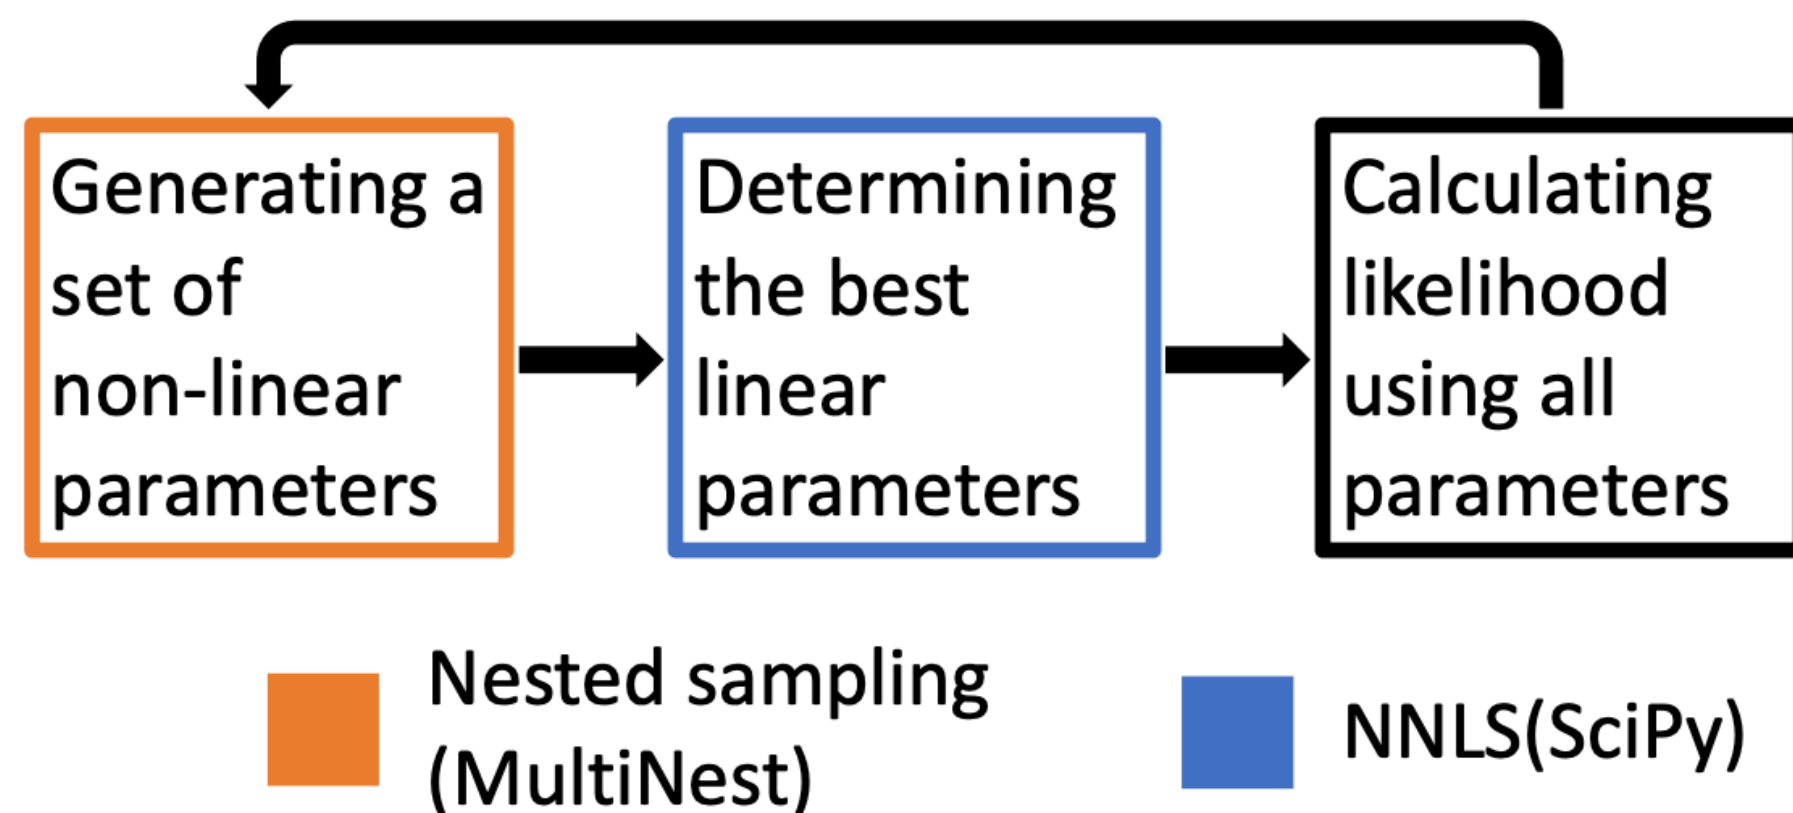 Generating a
set of
non-linear
parameters
Determining
the best
linear
parameters
Calculating
likelihood
using all
parameters
Nested sampling
(MultiNest)
NNLS(SciPy)